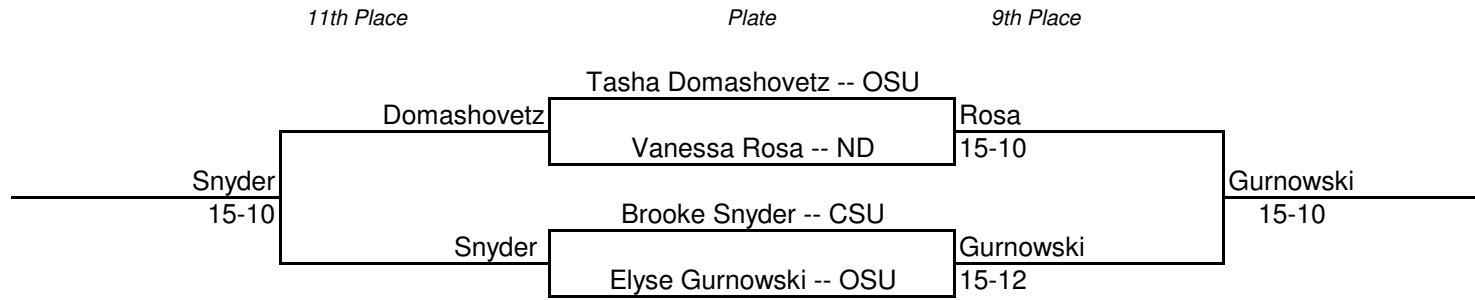 11th Place Plate 9th Place
Tasha Domashovetz -- OSU
Domashovetz Rosa
Vanessa Rosa -- ND 15-10
Snyder Gurnowski
15-10 Brooke Snyder -- CSU 15-10
Snyder Gurnowski
Elyse Gurnowski -- OSU 15-12